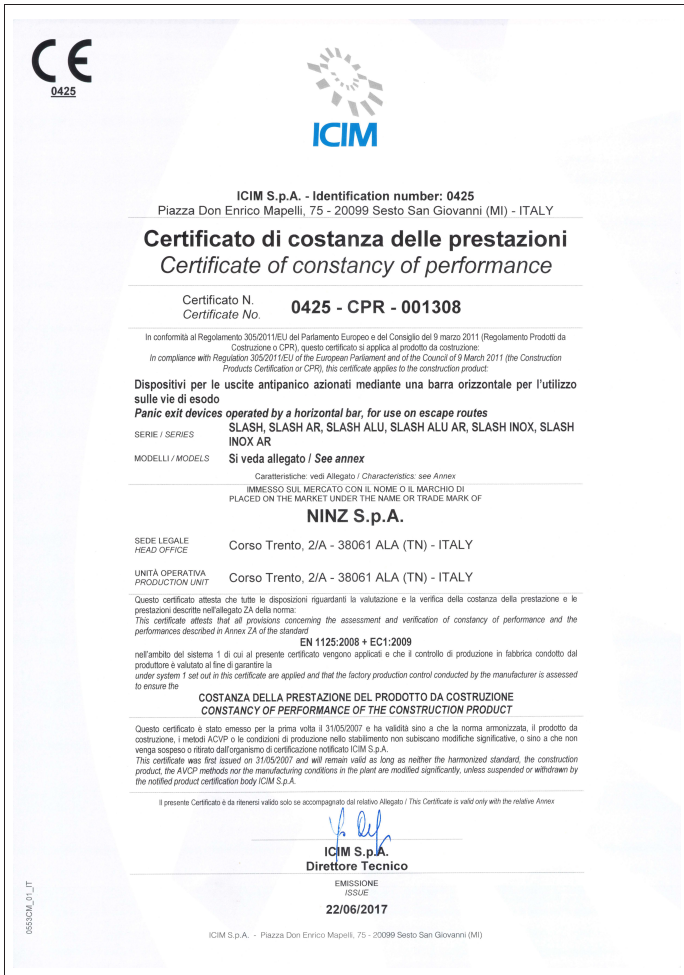 CE
0425
ICIM
ICIM S.p.A. - Identification number: 0425
Piazza Don Enrico Mapelli, 75 - 20099 Sesto San Giovanni (MI) - ITALY
Certificato di costanza delle prestazioni
Certificate of constancy of performance
Certificato N.
Certificate No.
0425 - CPR - 001308
In conformità al Regolamento 305/2011/EU del Parlamento Europeo e del Consiglio del 9 marzo 2011 (Regolamento Prodotti da
Costruzione o CPR), questo certificato si applica al prodotto da costruzione:
In compliance with Regulation 305/2011/EU of the European Parliament and of the Council of 9 March 2011 (the Construction
Products Certification or CPR), this certificate applies to the construction product:
Dispositivi per le uscite antipanico azionati mediante una barra orizzontale per l'utilizzo
sulle vie di esodo
Panic exit devices operated by a horizontal bar, for use on escape routes
SERIE / SERIES
SLASH, SLASH AR, SLASH ALU, SLASH ALU AR, SLASH INOX, SLASH
INOX AR
MODELLI / MODELS
Si veda allegato / See annex
Caratteristiche: vedi Allegato / Characteristics: see Annex
IMMESSO SUL MERCATO CON IL NOME O IL MARCHIO DI
PLACED ON THE MARKET UNDER THE NAME OR TRADE MARK OF
NINZ S.p.A.
SEDE LEGALE
HEAD OFFICE
Corso Trento, 2/A - 38061 ALA (TN) - ITALY
UNITÀ OPERATIVA
PRODUCTION UNIT
Corso Trento, 2/A - 38061 ALA (TN) - ITALY
Questo certificato attesta che tutte le disposizioni riguardanti la valutazione e la verifica della costanza della prestazione e le
prestazioni descritte nell'allegato ZA della norma:
This certificate attests that all provisions concerning the assessment and verification of constancy of performance and the
performances described in Annex ZA of the standard
EN 1125:2008 + EC1:2009
nell'ambito del sistema 1 di cui al presente certificato vengono applicati e che il controllo di produzione in fabbrica condotto dal
produttore è valutato al fine di garantire la
under system 1 set out in this certificate are applied and that the factory production control conducted by the manufacturer is assessed
to ensure the
COSTANZA DELLA PRESTAZIONE DEL PRODOTTO DA COSTRUZIONE
CONSTANCY OF PERFORMANCE OF THE CONSTRUCTION PRODUCT
Questo certificato è stato emesso per la prima volta il 31/05/2007 e ha validità sino a che la norma armonizzata, il prodotto da
costruzione, i metodi ACVP o le condizioni di produzione nello stabilimento non subiscano modifiche significative, o sino a che non
venga sospeso o ritirato dall'organismo di certificazione notificato ICIM S.p.A.
This certificate was first issued on 31/05/2007 and will remain valid as long as neither the harmonized standard, the construction
product, the AVCP methods nor the manufacturing conditions in the plant are modified significantly, unless suspended or withdrawn by
the notified product certification body ICIM S.p.A.
Il presente Certificato è da ritenersi valido solo se accompagnato dal relativo Allegato / This Certificate is valid only with the relative Annex
ICIM S.p.A.
Direttore Tecnico
EMISSIONE
ISSUE
22/06/2017
ICIM S.p.A. - Piazza Don Enrico Mapelli, 75 - 20099 Sesto San Giovanni (MI)
0553CM_01_IT